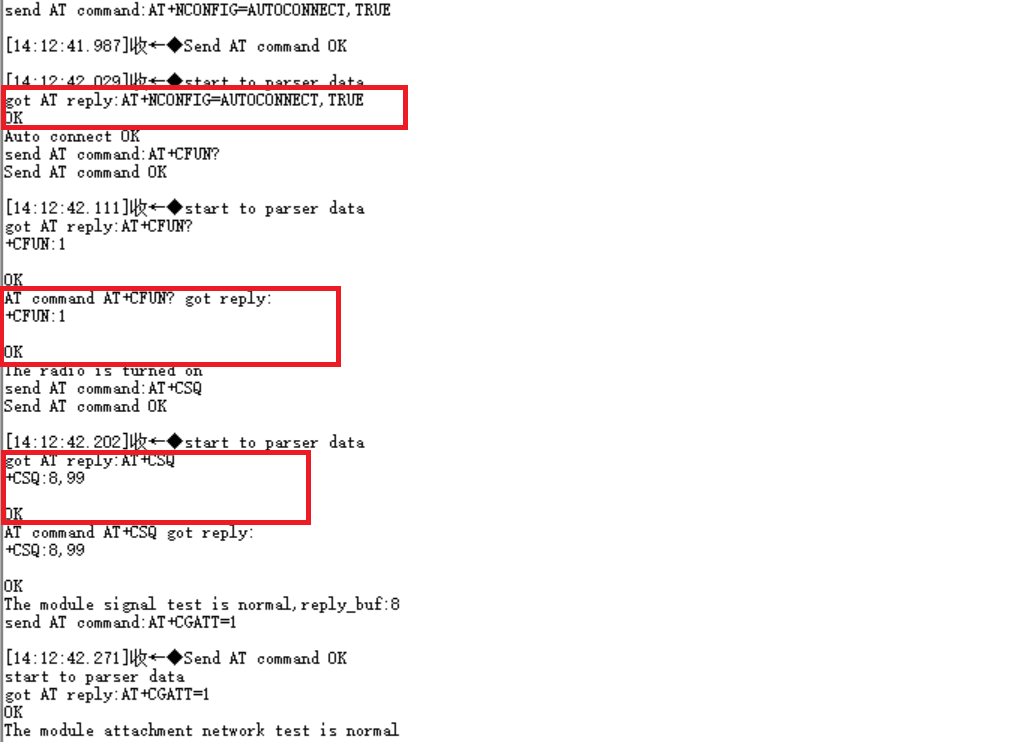 send AT command:AT+NCONFIG=AUTOCONNECT,TRUE
[14:12:41.987]收←◆Send AT command OK
[14:12:42.029]收←◆start to parser data
got AT reply:AT+NCONFIG=AUTOCONNECT,TRUE
OK
Auto connect OK
send AT command:AT+CFUN?
Send AT command OK
[14:12:42.111]收←◆start to parser data
got AT reply:AT+CFUN?
+CFUN:1
OK
AT command AT+CFUN? got reply:
+CFUN:1
OK
The radio is turned on
send AT command:AT+CSQ
Send AT command OK
[14:12:42.202]收←◆start to parser data
got AT reply:AT+CSQ
+CSQ:8,99
OK
AT command AT+CSQ got reply:
+CSQ:8,99
OK
The module signal test is normal,reply_buf:8
send AT command:AT+CGATT=1
[14:12:42.271]收←◆Send AT command OK
start to parser data
got AT reply:AT+CGATT=1
OK
The module attachment network test is normal